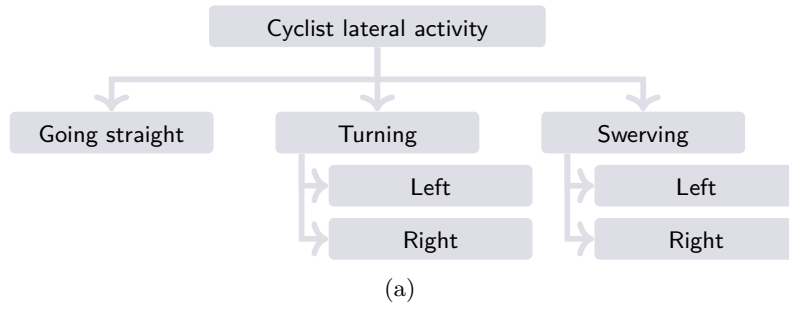 Cyclist lateral activity
Going straight
Turning
Swerving
Left
Left
Right
Right
(a)